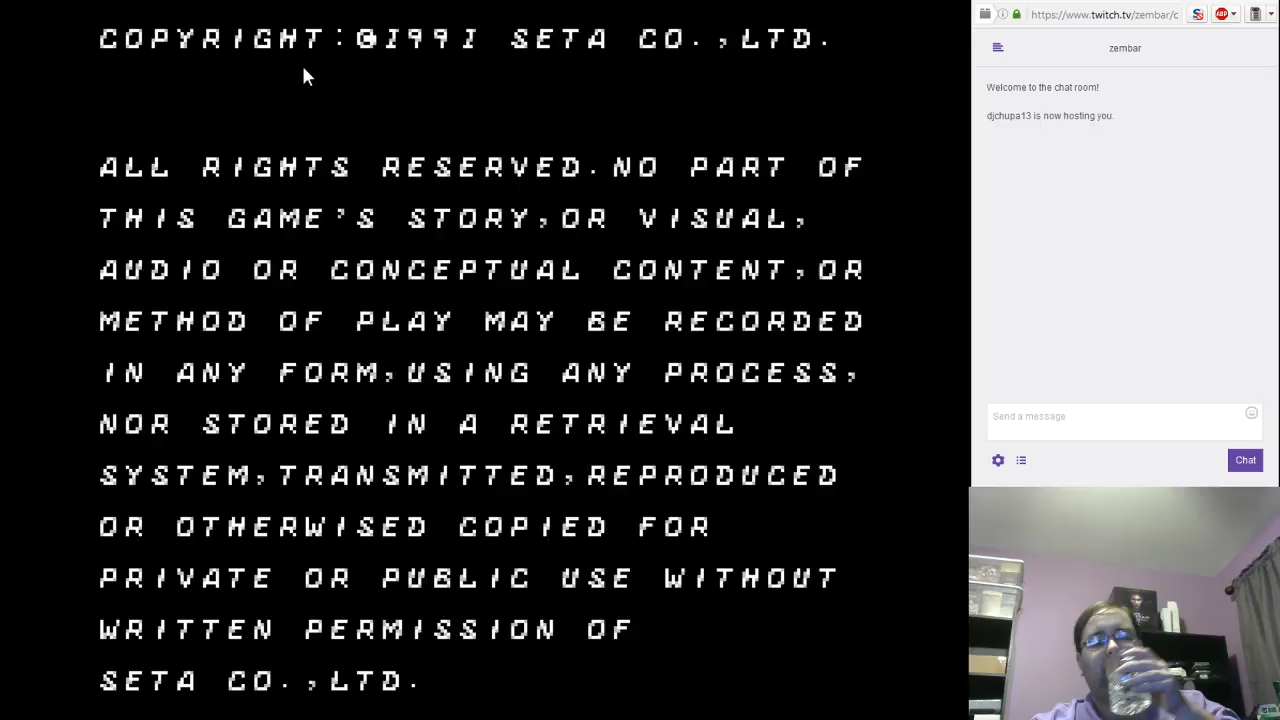 COPYRIGHT:©1991 SETA CO.,LTD.
ALL RIGHTS RESERVED.NO PART OF
THIS GAME'S STORY,OR VISUAL,
AUDIO OR CONCEPTUAL CONTENT,OR
METHOD OF PLAY MAY BE RECORDED
IN ANY FORM,USING ANY PROCESS,
NOR STORED IN A RETRIEVAL
SYSTEM,TRANSMITTED,REPRODUCED
OR OTHERWISED COPIED FOR
PRIVATE OR PUBLIC USE WITHOUT
WRITTEN PERMISSION OF
SETA CO.,LTD.
https://www.twitch.tv/zembar/c
ABP
zembar
Welcome to the chat room!
djchupa13 is now hosting you.
Send a message
Chat